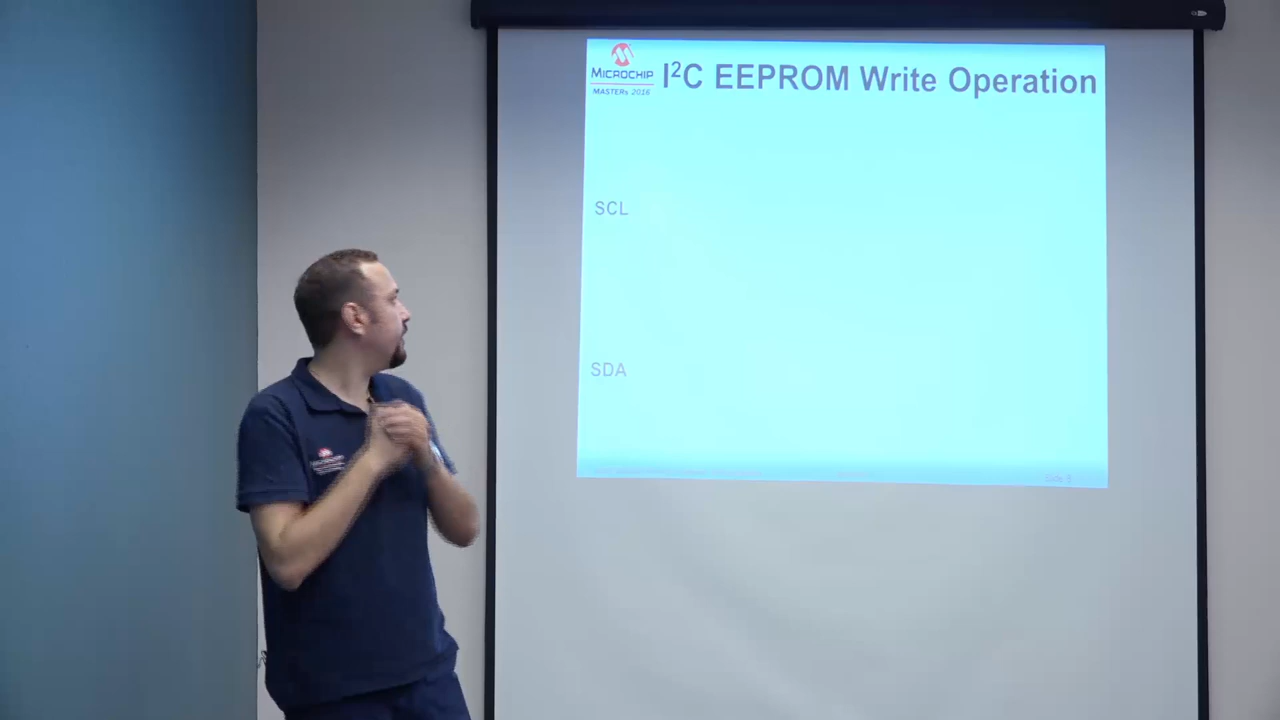 MICROCHIP
MASTERs 2016
I²C EEPROM Write Operation
SCL
SDA